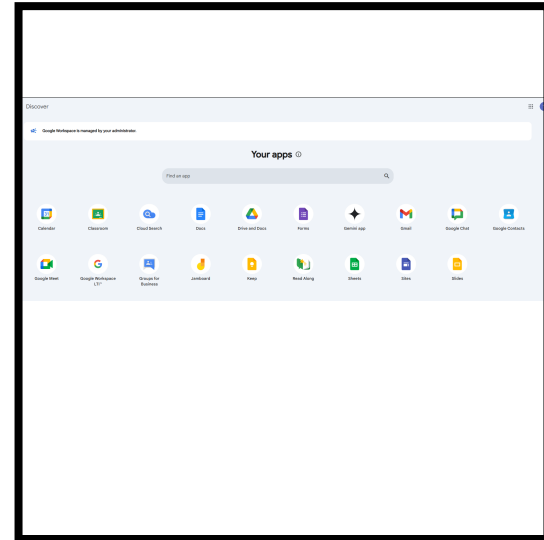 Discover
Google Workspace is managed by your administrator.
Your apps
Find an app
Calendar
Classroom
Cloud Search
Docs
Drive and Docs
Forms
Gemini app
Gmail
Google Chat
Google Contacts
Google Meet
Google Workspace
LTI™
Groups for
Business
Jamboard
Keep
Read Along
Sheets
Sites
Slides